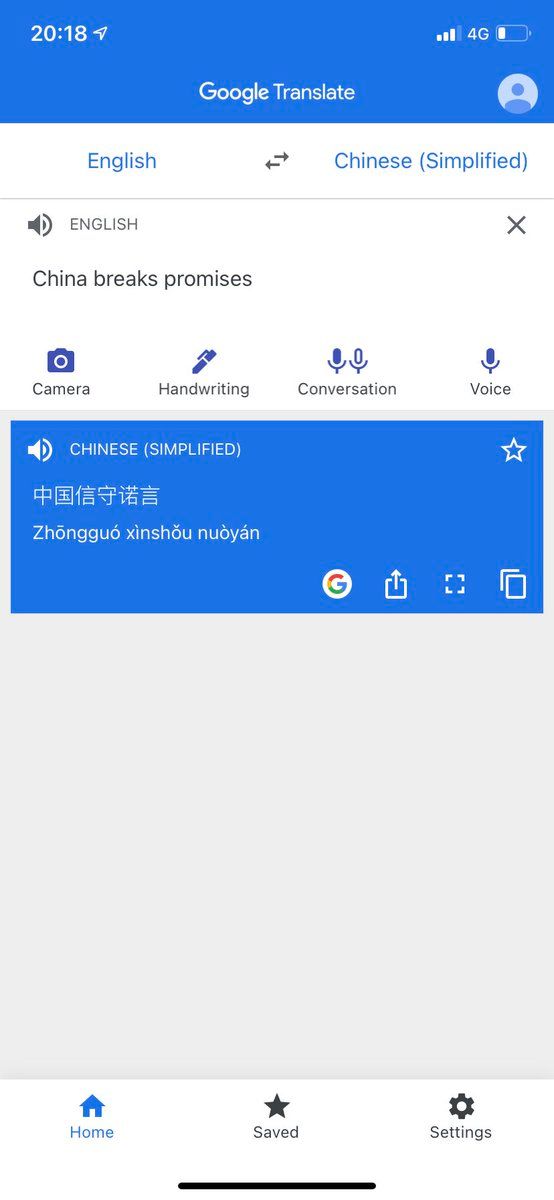 20:18
4G
Google Translate
English
Chinese (Simplified)
ENGLISH
China breaks promises
Camera
Handwriting
Conversation
Voice
CHINESE (SIMPLIFIED)
中国信守诺言
Zhōngguó xìnshǒu nuòyán
G
Home
Saved
Settings